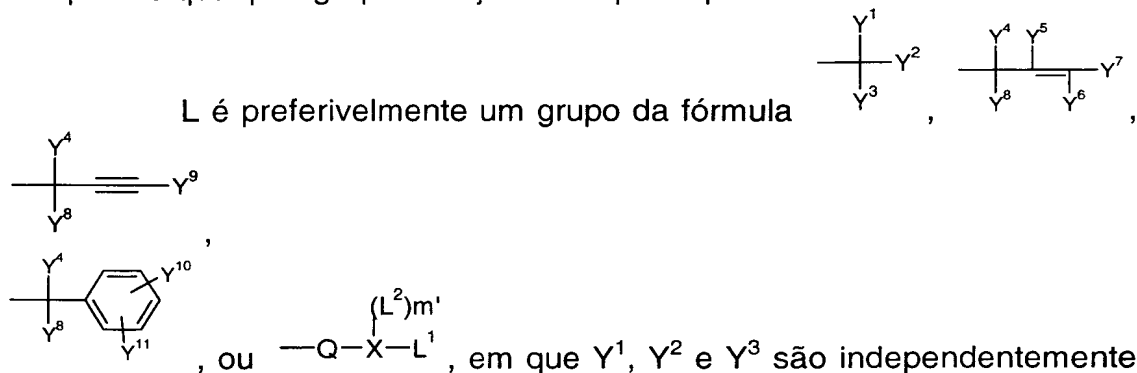 Y¹ Y⁴ Y⁵
Y² Y⁷
Y³ Y⁸ Y⁶
L é preferivelmente um grupo da fórmula , ,
Y⁴
Y⁹
Y⁸
,
Y⁴ Y¹⁰
(L²)m'
Y⁸
Y¹¹
, ou —Q—X—L¹ , em que Y¹, Y² e Y³ são independentemente